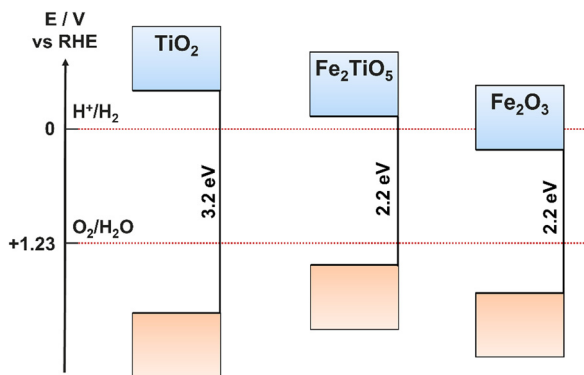 E / V
vs RHE
TiO₂
Fe₂TiO₅
Fe₂O₃
H⁺/H₂
0
3.2 eV
2.2 eV
2.2 eV
O₂/H₂O
+1.23